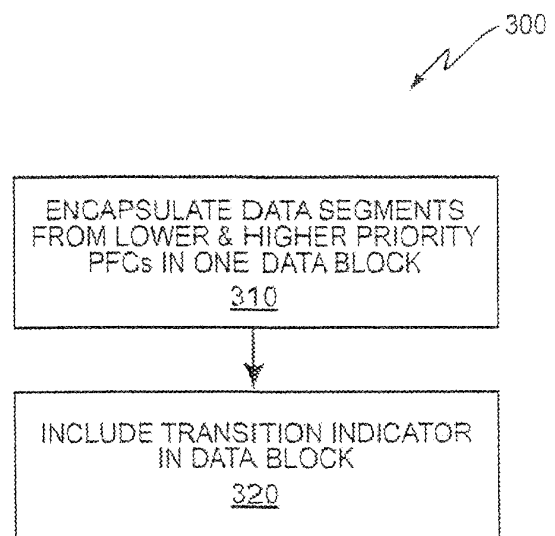 300
ENCAPSULATE DATA SEGMENTS
FROM LOWER & HIGHER PRIORITY
PFCs IN ONE DATA BLOCK
310
INCLUDE TRANSITION INDICATOR
IN DATA BLOCK
320